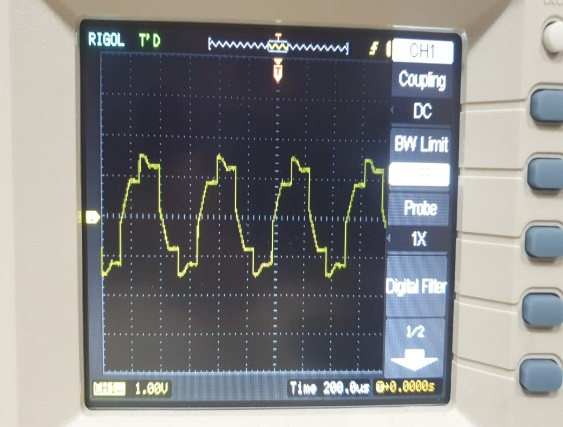 RIGOL T'D
T
CH1
Coupling
DC
BW Limit
Probe
1X
Digital Filter
1/2
1.00V Time 200.0us T→0.0000s